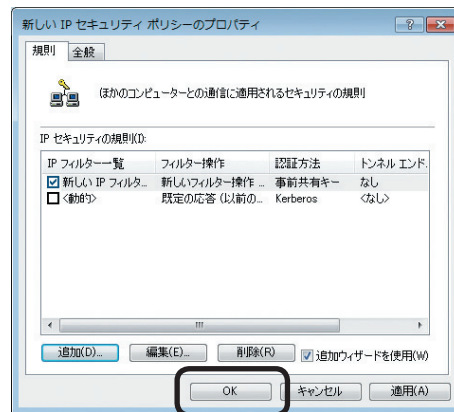 新しい IP セキュリティ ポリシーのプロパティ
規則 全般
ほかのコンピューターとの通信に適用されるセキュリティの規則
IP セキュリティの規則(I):
IP フィルター一覧 フィルター操作 認証方法 トンネル エンド.
新しい IP フィルタ... 新しいフィルター操作 ... 事前共有キー なし
<動的> 既定の応答 (以前の... Kerberos <なし>
追加(D)... 編集(E)... 削除(R) 追加ウィザードを使用(W)
OK キャンセル 適用(A)